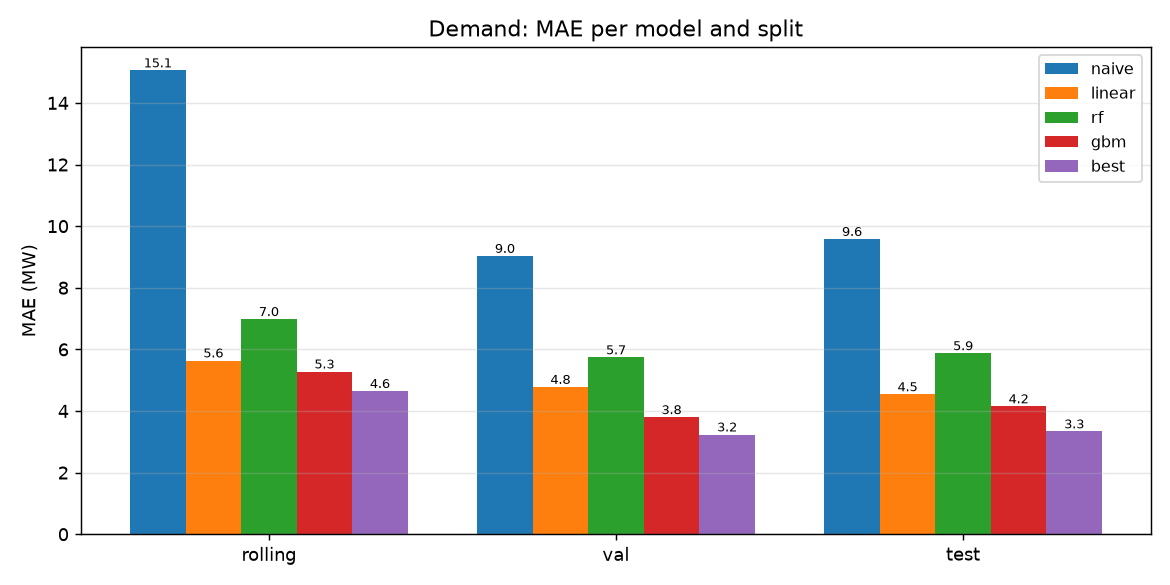 Demand: MAE per model and split
MAE (MW)
14
12
10
8
6
4
2
0
15.1
5.6
7.0
5.3
4.6
9.0
4.8
5.7
3.8
3.2
9.6
4.5
5.9
4.2
3.3
rolling
val
test
naive
linear
rf
gbm
best